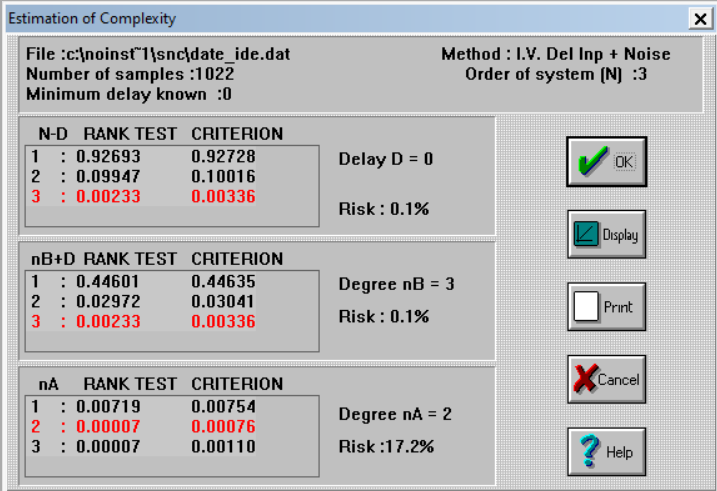 Estimation of Complexity
File :c:\noinst~1\snc\date_ide.dat
Method : I.V. Del Inp + Noise
Number of samples :1022
Order of system (N) :3
Minimum delay known :0
N-D RANK TEST CRITERION
1 : 0.92693 0.92728
2 : 0.09947 0.10016
3 : 0.00233 0.00336
Delay D = 0
Risk : 0.1%
nB+D RANK TEST CRITERION
1 : 0.44601 0.44635
2 : 0.02972 0.03041
3 : 0.00233 0.00336
Degree nB = 3
Risk : 0.1%
nA RANK TEST CRITERION
1 : 0.00719 0.00754
2 : 0.00007 0.00076
3 : 0.00007 0.00110
Degree nA = 2
Risk :17.2%
OK
Display
Print
Cancel
Help